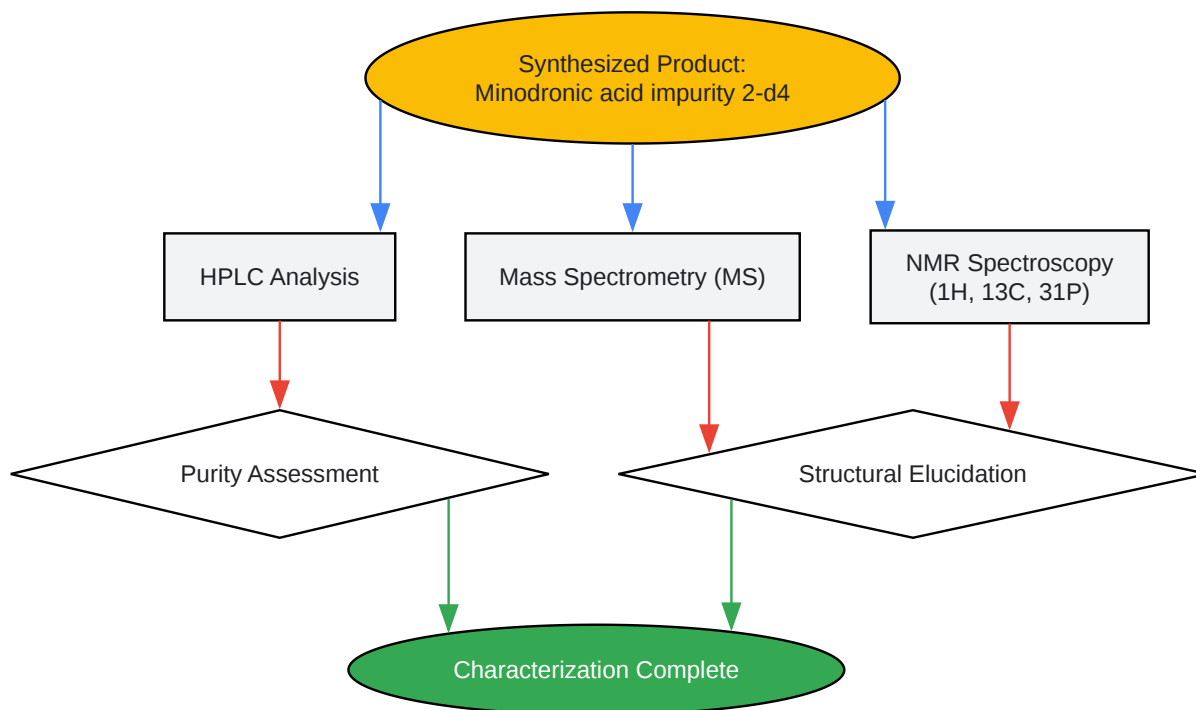 Synthesized Product:
Minodronic acid impurity 2-d4
HPLC Analysis
Mass Spectrometry (MS)
NMR Spectroscopy
(1H, 13C, 31P)
Purity Assessment
Structural Elucidation
Characterization Complete